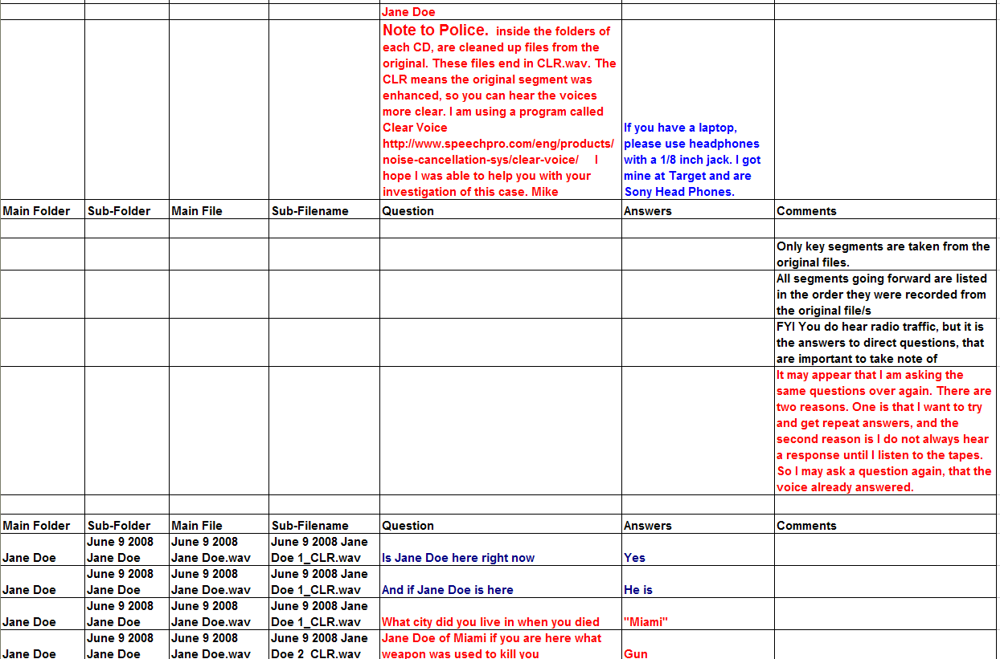 Jane Doe
Note to Police. inside the folders of
each CD, are cleaned up files from the
original. These files end in CLR.wav. The
CLR means the original segment was
enhanced, so you can hear the voices
more clear. I am using a program called
Clear Voice
http://www.speechpro.com/eng/products/
noise-cancellation-sys/clear-voice/ I
hope I was able to help you with your
investigation of this case. Mike
If you have a laptop,
please use headphones
with a 1/8 inch jack. I got
mine at Target and are
Sony Head Phones.
Main Folder Sub-Folder Main File Sub-Filename Question Answers Comments
Only key segments are taken from the
original files.
All segments going forward are listed
in the order they were recorded from
the original file/s
FYI You do hear radio traffic, but it is
the answers to direct questions, that
are important to take note of
It may appear that I am asking the
same questions over again. There are
two reasons. One is that I want to try
and get repeat answers, and the
second reason is I do not always hear
a response until I listen to the tapes.
So I may ask a question again, that the
voice already answered.
Main Folder Sub-Folder Main File Sub-Filename Question Answers Comments
June 9 2008 June 9 2008 June 9 2008 Jane
Jane Doe Jane Doe Jane Doe.wav Doe 1_CLR.wav Is Jane Doe here right now Yes
June 9 2008 June 9 2008 June 9 2008 Jane
Jane Doe Jane Doe Jane Doe.wav Doe 1_CLR.wav And if Jane Doe is here He is
June 9 2008 June 9 2008 June 9 2008 Jane
Jane Doe Jane Doe Jane Doe.wav Doe 1_CLR.wav What city did you live in when you died "Miami"
June 9 2008 June 9 2008 June 9 2008 Jane Jane Doe of Miami if you are here what
Jane Doe Jane Doe Jane Doe.wav Doe 2_CLR.wav weapon was used to kill you Gun